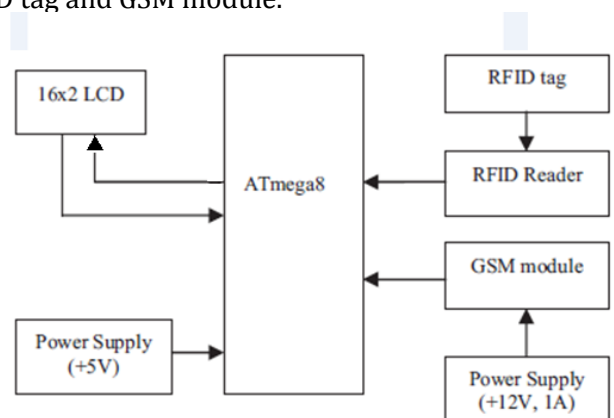 D tag and GSM module.
16x2 LCD
ATmega8
RFID tag
RFID Reader
GSM module
Power Supply
(+5V)
Power Supply
(+12V, 1A)